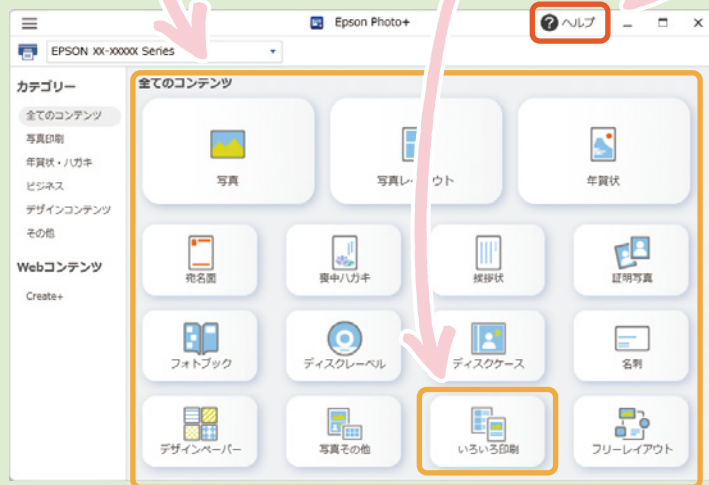 Epson Photo+
ヘルプ
EPSON XX-XXXXX Series
カテゴリー
全てのコンテンツ
写真印刷
年賀状・ハガキ
ビジネス
デザインコンテンツ
その他
Webコンテンツ
Create+
全てのコンテンツ
写真
写真レイアウト
年賀状
宛名面
喪中ハガキ
挨拶状
証明写真
フォトブック
ディスクレーベル
ディスクケース
名刺
デザインペーパー
写真その他
いろいろ印刷
フリーレイアウト